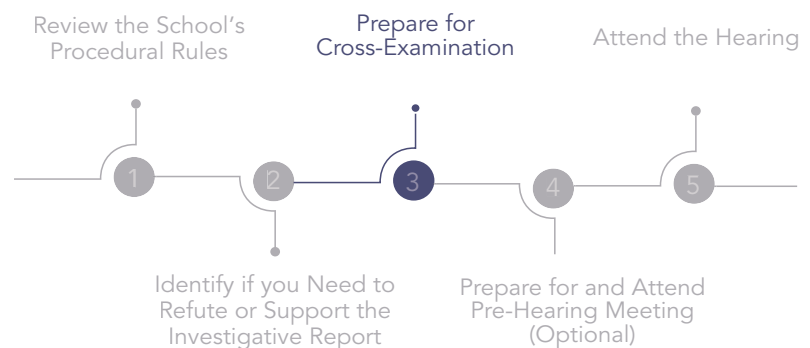 Review the School's
Procedural Rules
Prepare for
Cross-Examination
Attend the Hearing
1
2
3
4
5
Identify if you Need to
Refute or Support the
Investigative Report
Prepare for and Attend
Pre-Hearing Meeting
(Optional)